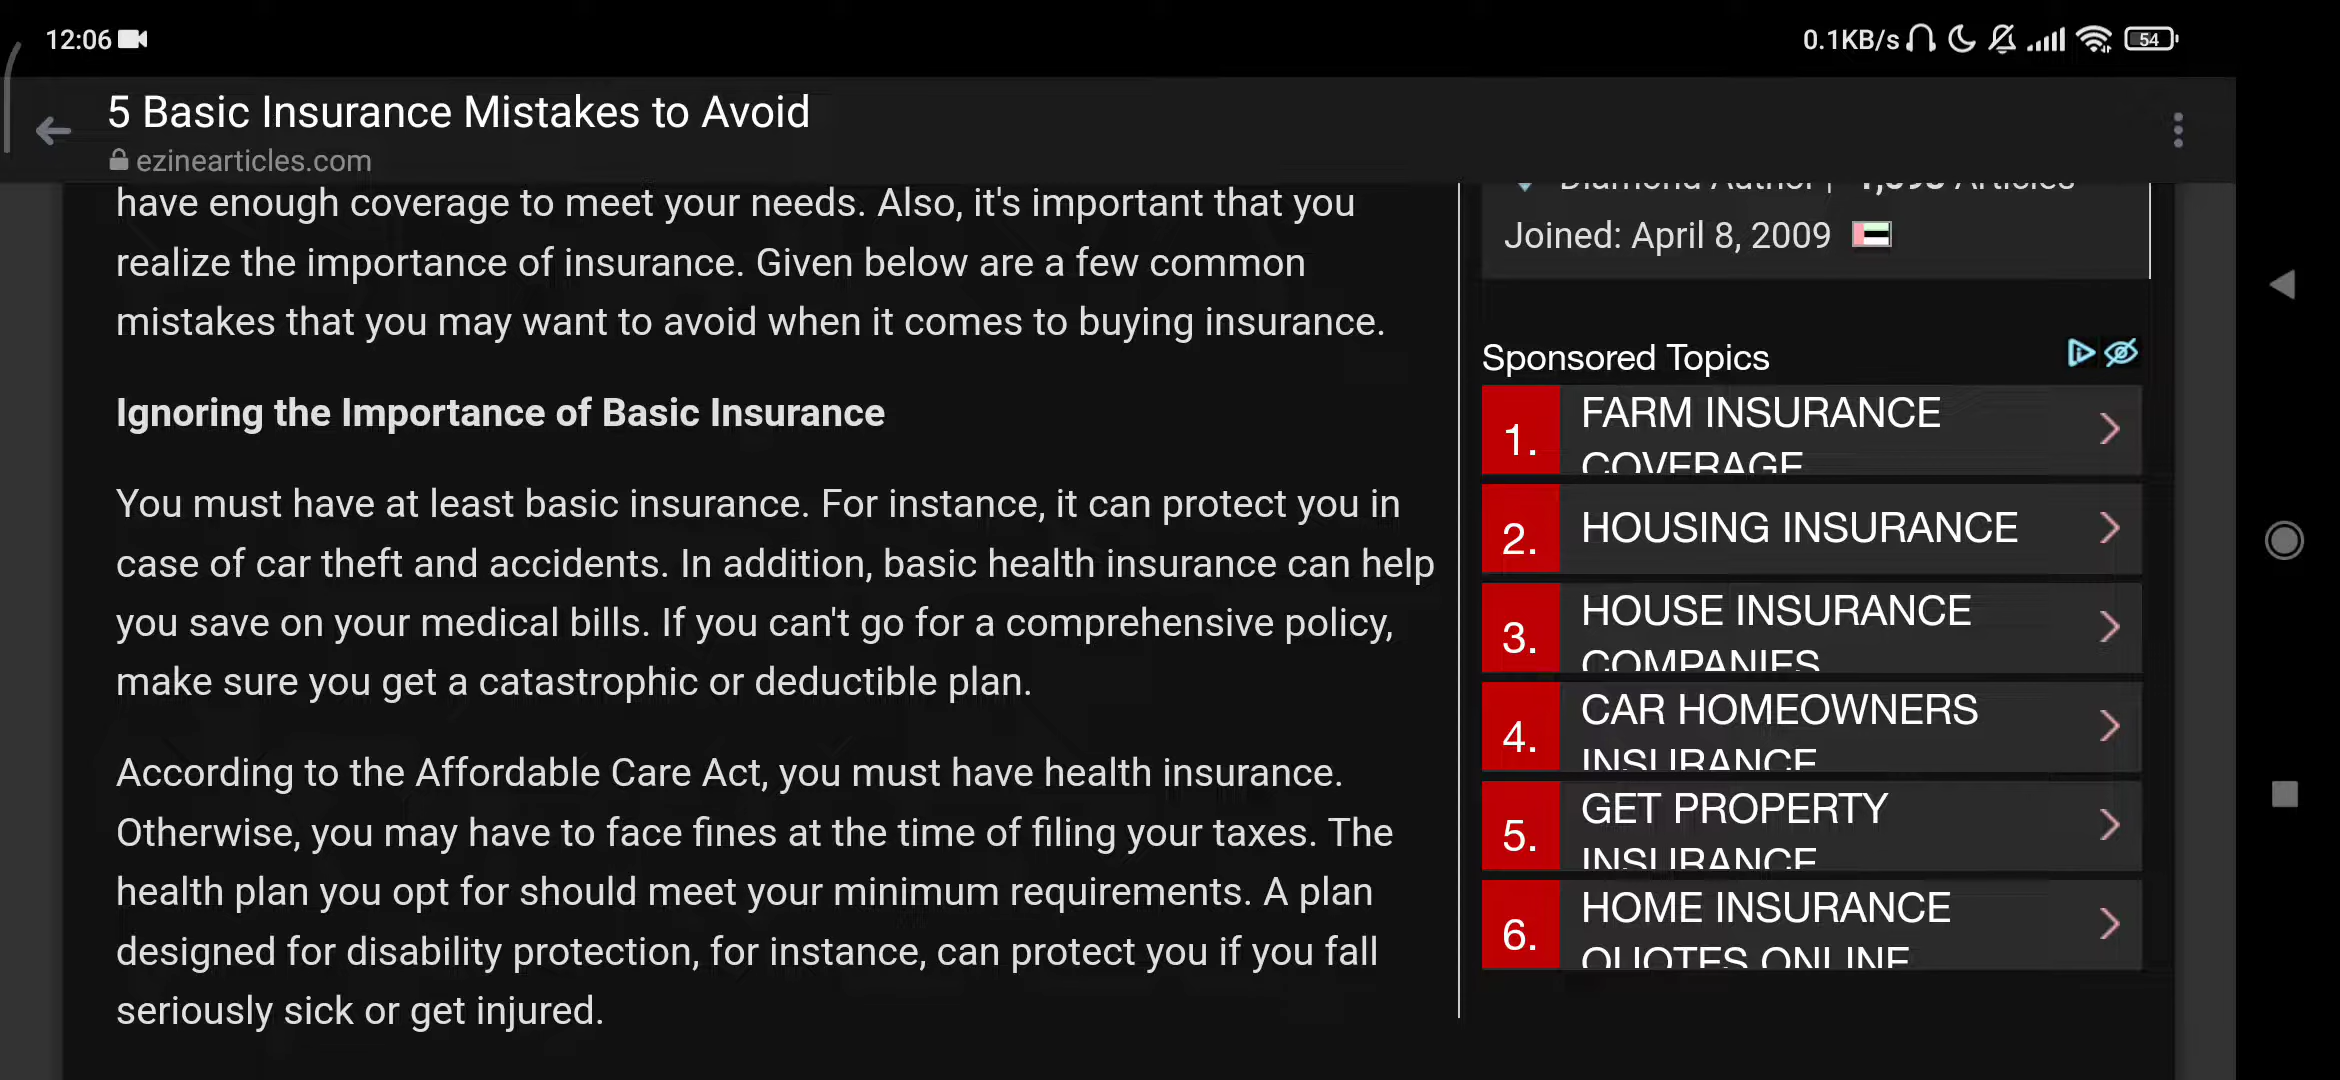 12:06
0.1KB/s
54
5 Basic Insurance Mistakes to Avoid
ezinearticles.com
have enough coverage to meet your needs. Also, it's important that you
realize the importance of insurance. Given below are a few common
mistakes that you may want to avoid when it comes to buying insurance.
Ignoring the Importance of Basic Insurance
You must have at least basic insurance. For instance, it can protect you in
case of car theft and accidents. In addition, basic health insurance can help
you save on your medical bills. If you can't go for a comprehensive policy,
make sure you get a catastrophic or deductible plan.
According to the Affordable Care Act, you must have health insurance.
Otherwise, you may have to face fines at the time of filing your taxes. The
health plan you opt for should meet your minimum requirements. A plan
designed for disability protection, for instance, can protect you if you fall
seriously sick or get injured.
Diamond Author | Articles
Joined: April 8, 2009
Sponsored Topics
1. FARM INSURANCE
COVERAGE
2. HOUSING INSURANCE
3. HOUSE INSURANCE
COMPANIES
4. CAR HOMEOWNERS
INSURANCE
5. GET PROPERTY
INSURANCE
6. HOME INSURANCE
QUOTES ONLINE